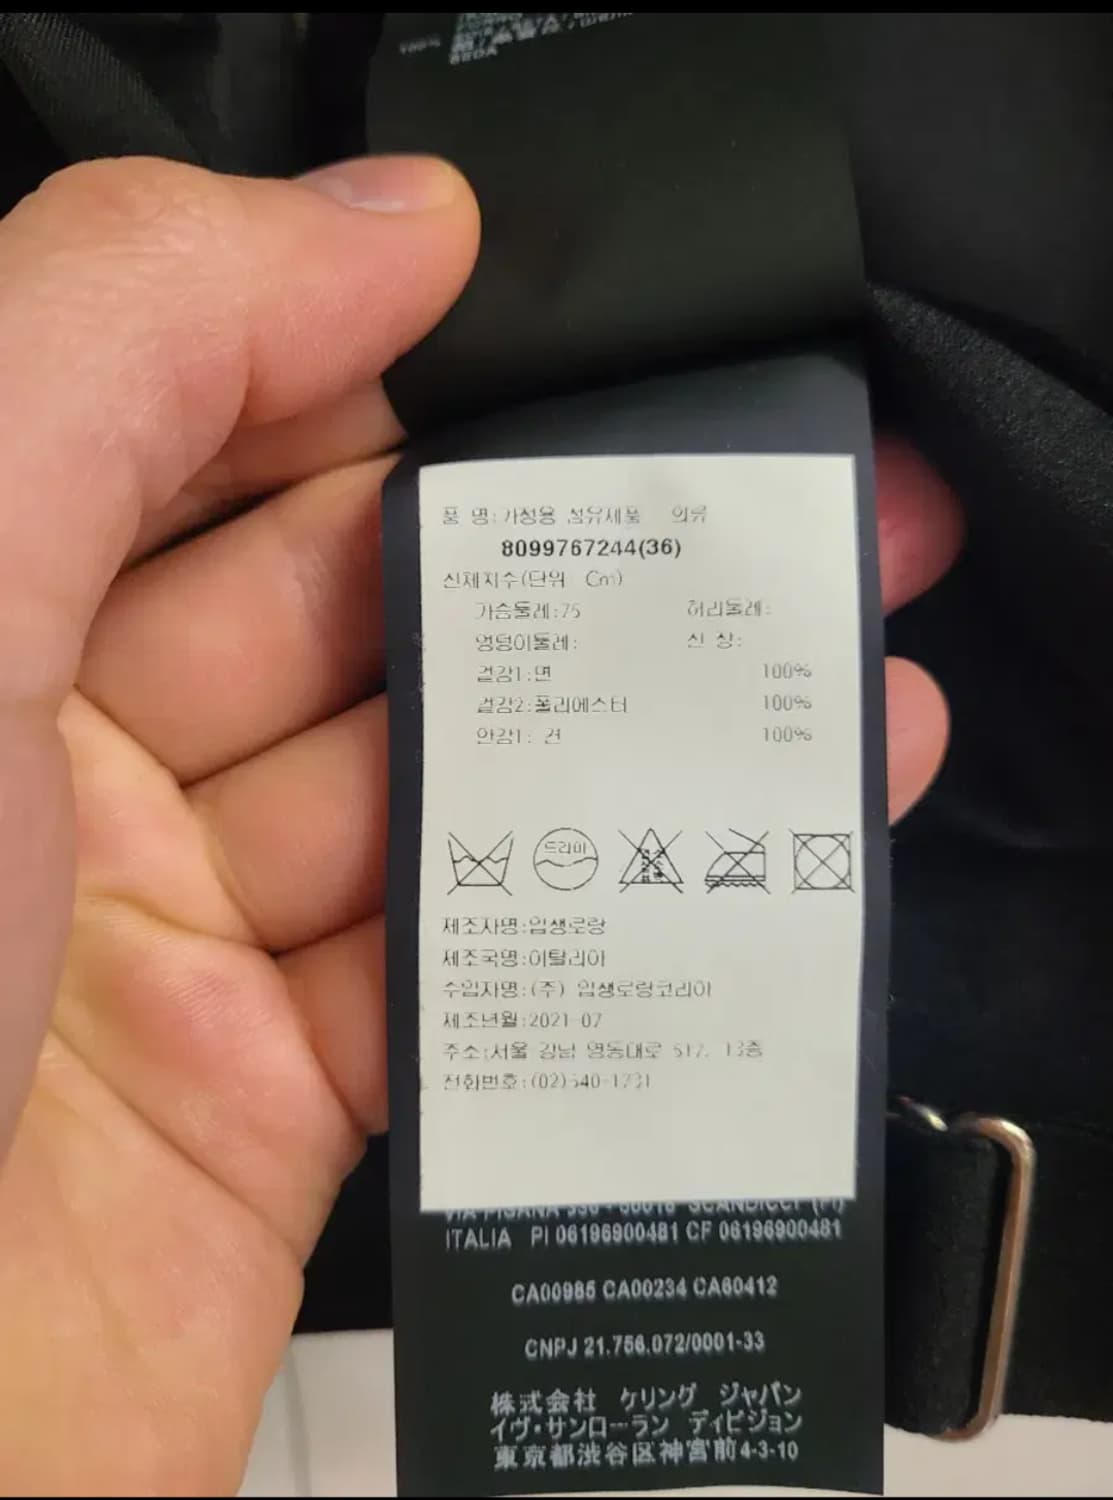 100%
SEDA
품 명: 가정용 섬유제품 의류
8099767244(36)
신체치수(단위 Cm)
가슴둘레:75 허리둘레:
엉덩이둘레: 신 상:
겉감1:면 100%
겉감2:폴리에스터 100%
안감1: 견 100%
드라이
제조자명:입생로랑
제조국명:이탈리아
수입자명:(주) 입생로랑코리아
제조년월:2021-07
주소:서울 강남 영동대로 517, 13층
전화번호:(02)540-1731
VIA PISANA 50018 SCANDICCI (FI)
ITALIA PI 06196900481 CF 06196900481
CA00985 CA00234 CA60412
CNPJ 21.756.072/0001-33
株式会社 ケリング ジャパン
イヴ・サンローラン ディビジョン
東京都渋谷区神宮前4-3-10